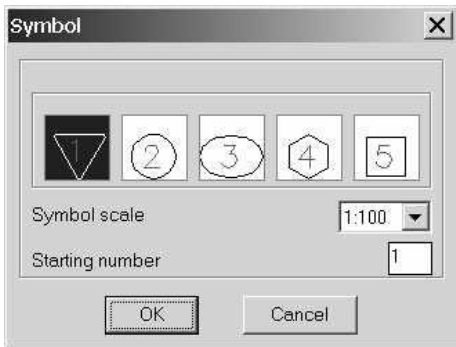 Symbol
1 2 3 4 5
Symbol scale 1:100
Starting number 1
OK Cancel